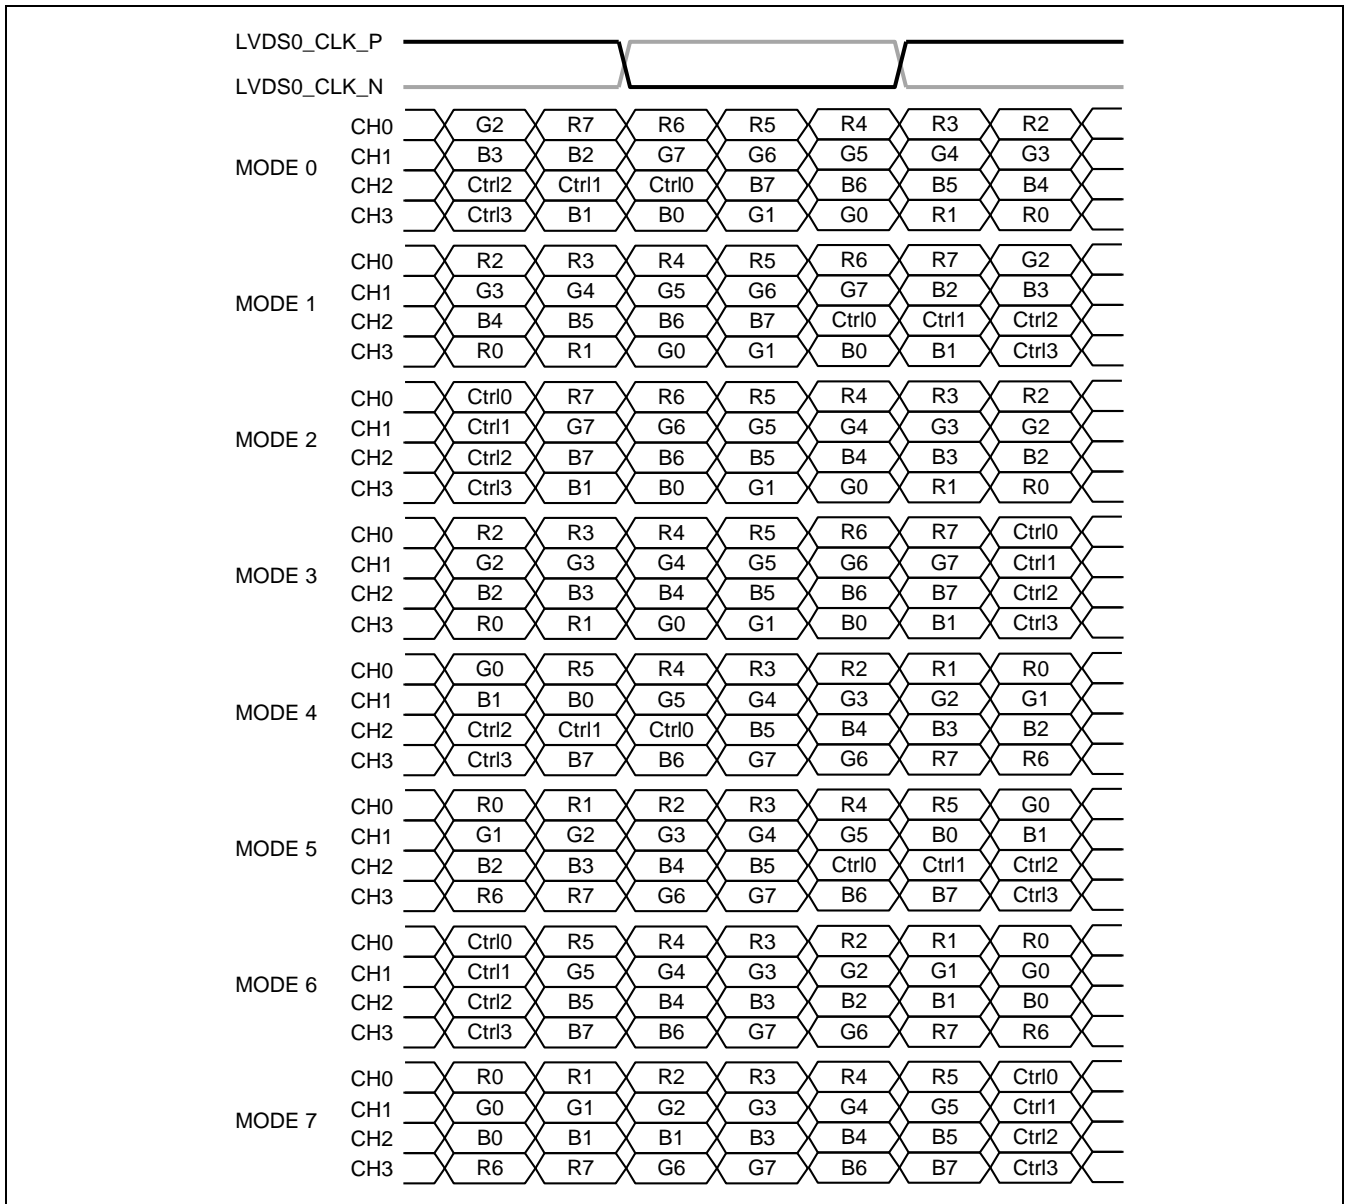 LVDS0_CLK_P
LVDS0_CLK_N
CH0 G2 R7 R6 R5 R4 R3 R2
MODE 0
CH1 B3 B2 G7 G6 G5 G4 G3
CH2 Ctrl2 Ctrl1 Ctrl0 B7 B6 B5 B4
CH3 Ctrl3 B1 B0 G1 G0 R1 R0
CH0 R2 R3 R4 R5 R6 R7 G2
MODE 1
CH1 G3 G4 G5 G6 G7 B2 B3
CH2 B4 B5 B6 B7 Ctrl0 Ctrl1 Ctrl2
CH3 R0 R1 G0 G1 B0 B1 Ctrl3
CH0 Ctrl0 R7 R6 R5 R4 R3 R2
MODE 2
CH1 Ctrl1 G7 G6 G5 G4 G3 G2
CH2 Ctrl2 B7 B6 B5 B4 B3 B2
CH3 Ctrl3 B1 B0 G1 G0 R1 R0
CH0 R2 R3 R4 R5 R6 R7 Ctrl0
MODE 3
CH1 G2 G3 G4 G5 G6 G7 Ctrl1
CH2 B2 B3 B4 B5 B6 B7 Ctrl2
CH3 R0 R1 G0 G1 B0 B1 Ctrl3
CH0 G0 R5 R4 R3 R2 R1 R0
MODE 4
CH1 B1 B0 G5 G4 G3 G2 G1
CH2 Ctrl2 Ctrl1 Ctrl0 B5 B4 B3 B2
CH3 Ctrl3 B7 B6 G7 G6 R7 R6
CH0 R0 R1 R2 R3 R4 R5 G0
MODE 5
CH1 G1 G2 G3 G4 G5 B0 B1
CH2 B2 B3 B4 B5 Ctrl0 Ctrl1 Ctrl2
CH3 R6 R7 G6 G7 B6 B7 Ctrl3
CH0 Ctrl0 R5 R4 R3 R2 R1 R0
MODE 6
CH1 Ctrl1 G5 G4 G3 G2 G1 G0
CH2 Ctrl2 B5 B4 B3 B2 B1 B0
CH3 Ctrl3 B7 B6 G7 G6 R7 R6
CH0 R0 R1 R2 R3 R4 R5 Ctrl0
MODE 7
CH1 G0 G1 G2 G3 G4 G5 Ctrl1
CH2 B0 B1 B1 B3 B4 B5 Ctrl2
CH3 R6 R7 G6 G7 B6 B7 Ctrl3